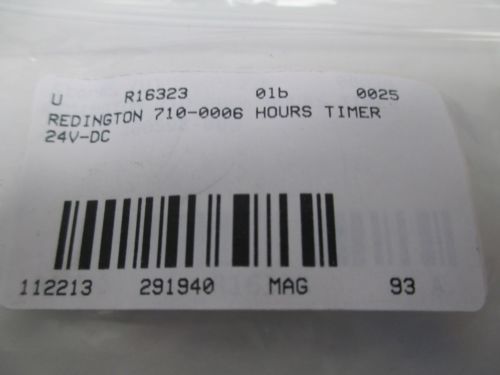 U R16323 01b 0025
REDINGTON 710-0006 HOURS TIMER
24V-DC
112213 291940 MAG 93